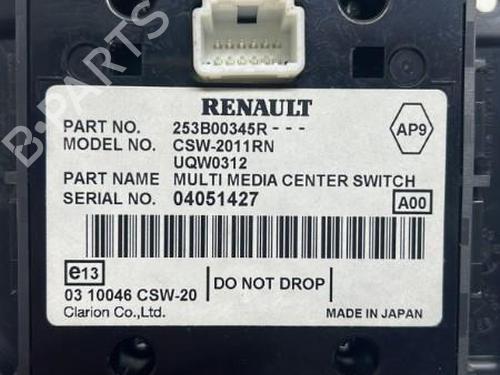 RENAULT
PART NO. 253B00345R - - -
AP9
MODEL NO. CSW-2011RN
UQW0312
PART NAME MULTI MEDIA CENTER SWITCH
SERIAL NO. 04051427
A00
e13
DO NOT DROP
03 10046 CSW-20
Clarion Co.,Ltd.
MADE IN JAPAN
B-PARTS